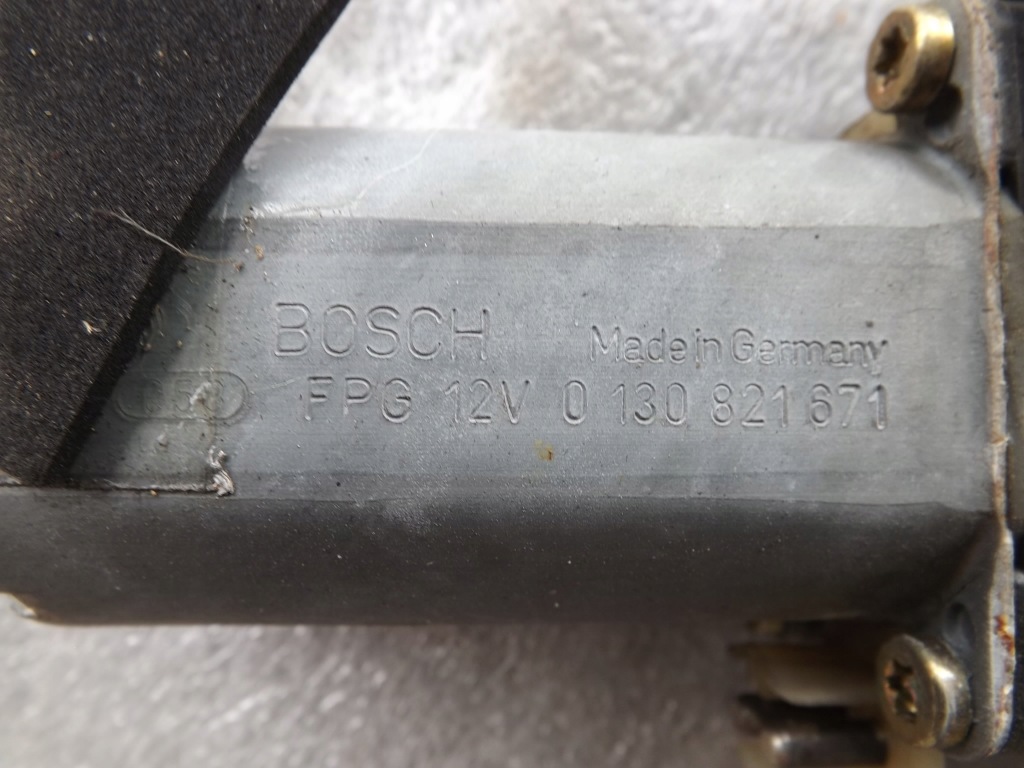 BOSCH Made in Germany
FPG 12V 0 130 821 671